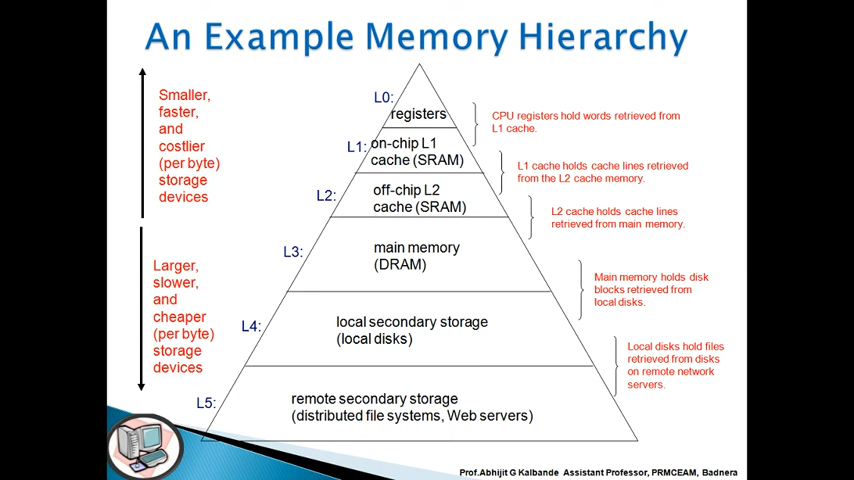 An Example Memory Hierarchy
Smaller,
faster,
and
costlier
(per byte)
storage
devices
Larger,
slower,
and
cheaper
(per byte)
storage
devices
L0:
registers
CPU registers hold words retrieved from
L1 cache.
L1:
on-chip L1
cache (SRAM)
L1 cache holds cache lines retrieved
from the L2 cache memory.
L2:
off-chip L2
cache (SRAM)
L2 cache holds cache lines
retrieved from main memory.
L3:
main memory
(DRAM)
Main memory holds disk
blocks retrieved from
local disks.
L4:
local secondary storage
(local disks)
Local disks hold files
retrieved from disks
on remote network
servers.
L5:
remote secondary storage
(distributed file systems, Web servers)
Prof.Abhijit G Kalbande Assistant Professor, PRMCEAM, Badnera